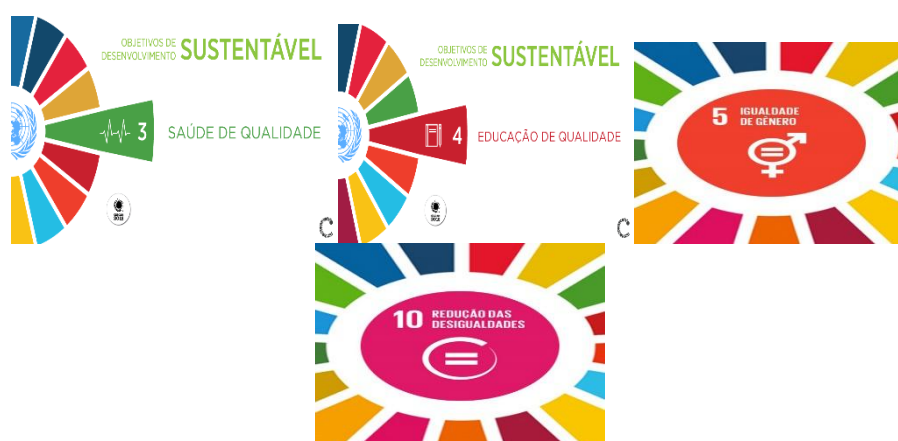 OBJETIVOS DE
DESENVOLVIMENTO SUSTENTÁVEL
3 SAÚDE DE QUALIDADE
OBJETIVOS DE
DESENVOLVIMENTO SUSTENTÁVEL
4 EDUCAÇÃO DE QUALIDADE
5 IGUALDADE
DE GÉNERO
10 REDUÇÃO DAS
DESIGUALDADES